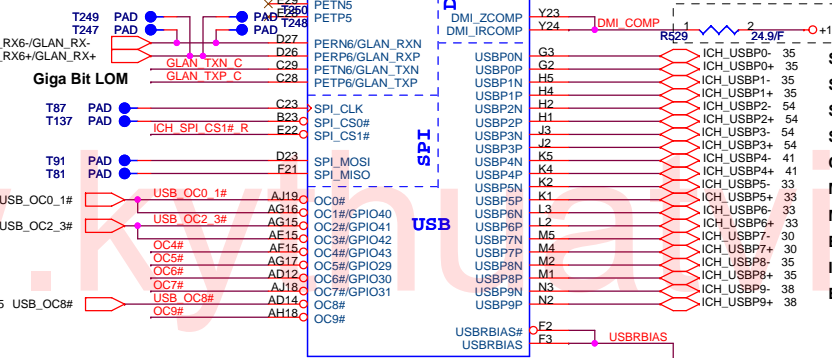 PETN5
PETP5
T249 PAD
T247 PAD
PAD T250
PAD T248
D
_RX6-/GLAN_RX-
_RX6+/GLAN_RX+
Giga Bit LOM
D27 PERN6/GLAN_RXN
D26 PERP6/GLAN_RXP
GLAN_TXN_C C29 PETN6/GLAN_TXN
GLAN_TXP_C C28 PETP6/GLAN_TXP
T87 PAD C23 SPI_CLK
T137 PAD B23 SPI_CS0#
ICH_SPI_CS1#_R E22 SPI_CS1#
T91 PAD D23 SPI_MOSI
T81 PAD F21 SPI_MISO
SPI
USB
USB_OC0_1# USB_OC0_1# AJ19 OC0#
AG16 OC1#/GPIO40
USB_OC2_3# USB_OC2_3# AG15 OC2#/GPIO41
AE15 OC3#/GPIO42
OC4# AF15 OC4#/GPIO43
OC5# AG17 OC5#/GPIO29
OC6# AD12 OC6#/GPIO30
OC7# AJ18 OC7#/GPIO31
5 USB_OC8# USB_OC8# AD14 OC8#
OC9# AH18 OC9#
DMI_ZCOMP Y23
DMI_IRCOMP Y24 DMI_COMP 1 2
R529 24.9/F
+1
USBP0N G3 ICH_USBP0- 35
USBP0P G2 ICH_USBP0+ 35
USBP1N H5 ICH_USBP1- 35
USBP1P H4 ICH_USBP1+ 35
USBP2N H2 ICH_USBP2- 54
USBP2P H1 ICH_USBP2+ 54
USBP3N J3 ICH_USBP3- 54
USBP3P J2 ICH_USBP3+ 54
USBP4N K5 ICH_USBP4- 41
USBP4P K4 ICH_USBP4+ 41
USBP5N K2 ICH_USBP5- 33
USBP5P K1 ICH_USBP5+ 33
USBP6N L3 ICH_USBP6- 33
USBP6P L2 ICH_USBP6+ 33
USBP7N M5 ICH_USBP7- 30
USBP7P M4 ICH_USBP7+ 30
USBP8N M2 ICH_USBP8- 35
USBP8P M1 ICH_USBP8+ 35
USBP9N N3 ICH_USBP9- 38
USBP9P N2 ICH_USBP9+ 38
USBRBIAS# F2
USBRBIAS F3 USBRBIAS
.kythuatvi